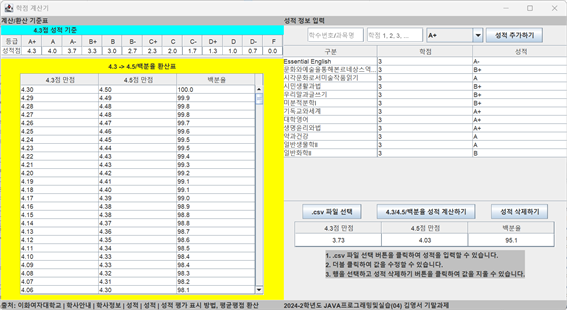 학점 계산기
계산/환산 기준표
4.3점 성적 기준
등급 A+ A A- B+ B B- C+ C C- D+ D D- F
성적점 4.3 4.0 3.7 3.3 3.0 2.7 2.3 2.0 1.7 1.3 1.0 0.7 0.0
4.3 -> 4.5/백분율 환산표
4.3점 만점 4.5점 만점 백분율
4.30 4.50 100.0
4.29 4.49 99.9
4.28 4.48 99.8
4.27 4.48 99.8
4.26 4.47 99.7
4.25 4.46 99.6
4.24 4.45 99.5
4.23 4.44 99.4
4.22 4.43 99.4
4.21 4.43 99.3
4.20 4.42 99.2
4.19 4.41 99.1
4.18 4.40 99.1
4.17 4.39 99.0
4.16 4.38 98.9
4.15 4.38 98.8
4.14 4.37 98.8
4.13 4.36 98.7
4.12 4.35 98.6
4.11 4.34 98.5
4.10 4.33 98.4
4.09 4.33 98.4
4.08 4.32 98.3
4.07 4.31 98.2
4.06 4.30 98.1
출처: 이화여자대학교 | 학사안내 | 학사정보 | 성적 | 성적 | 성적 평가 표시 방법, 평균평점 환산
성적 정보 입력
학수번호/과목명 학점 1, 2, 3, ... A+ 성적 추가하기
구분 학점 성적
Essential English 3 A-
문화와예술을통해본르네상스역... 3 B+
시각문화로서미술작품읽기 3 A
시민생활과법 3 B+
우리말과글쓰기 3 B+
미분적분학I 3 B+
기독교와세계 3 A+
대학영어 3 A+
생명윤리와법 3 A+
약과건강 3 A
일반생물학II 3 A
일반화학II 3 B
.csv 파일 선택 4.3/4.5/백분율 성적 계산하기 성적 삭제하기
4.3점 만점 4.5점 만점 백분율
3.73 4.03 95.1
1. .csv 파일 선택 버튼을 클릭하여 성적을 입력할 수 있습니다.
2. 더블 클릭하여 값을 수정할 수 있습니다.
3. 행을 선택하고 성적 삭제하기 버튼을 클릭하여 값을 지울 수 있습니다.
2024-2학년도 JAVA프로그래밍및실습(04) 김영서 기말과제